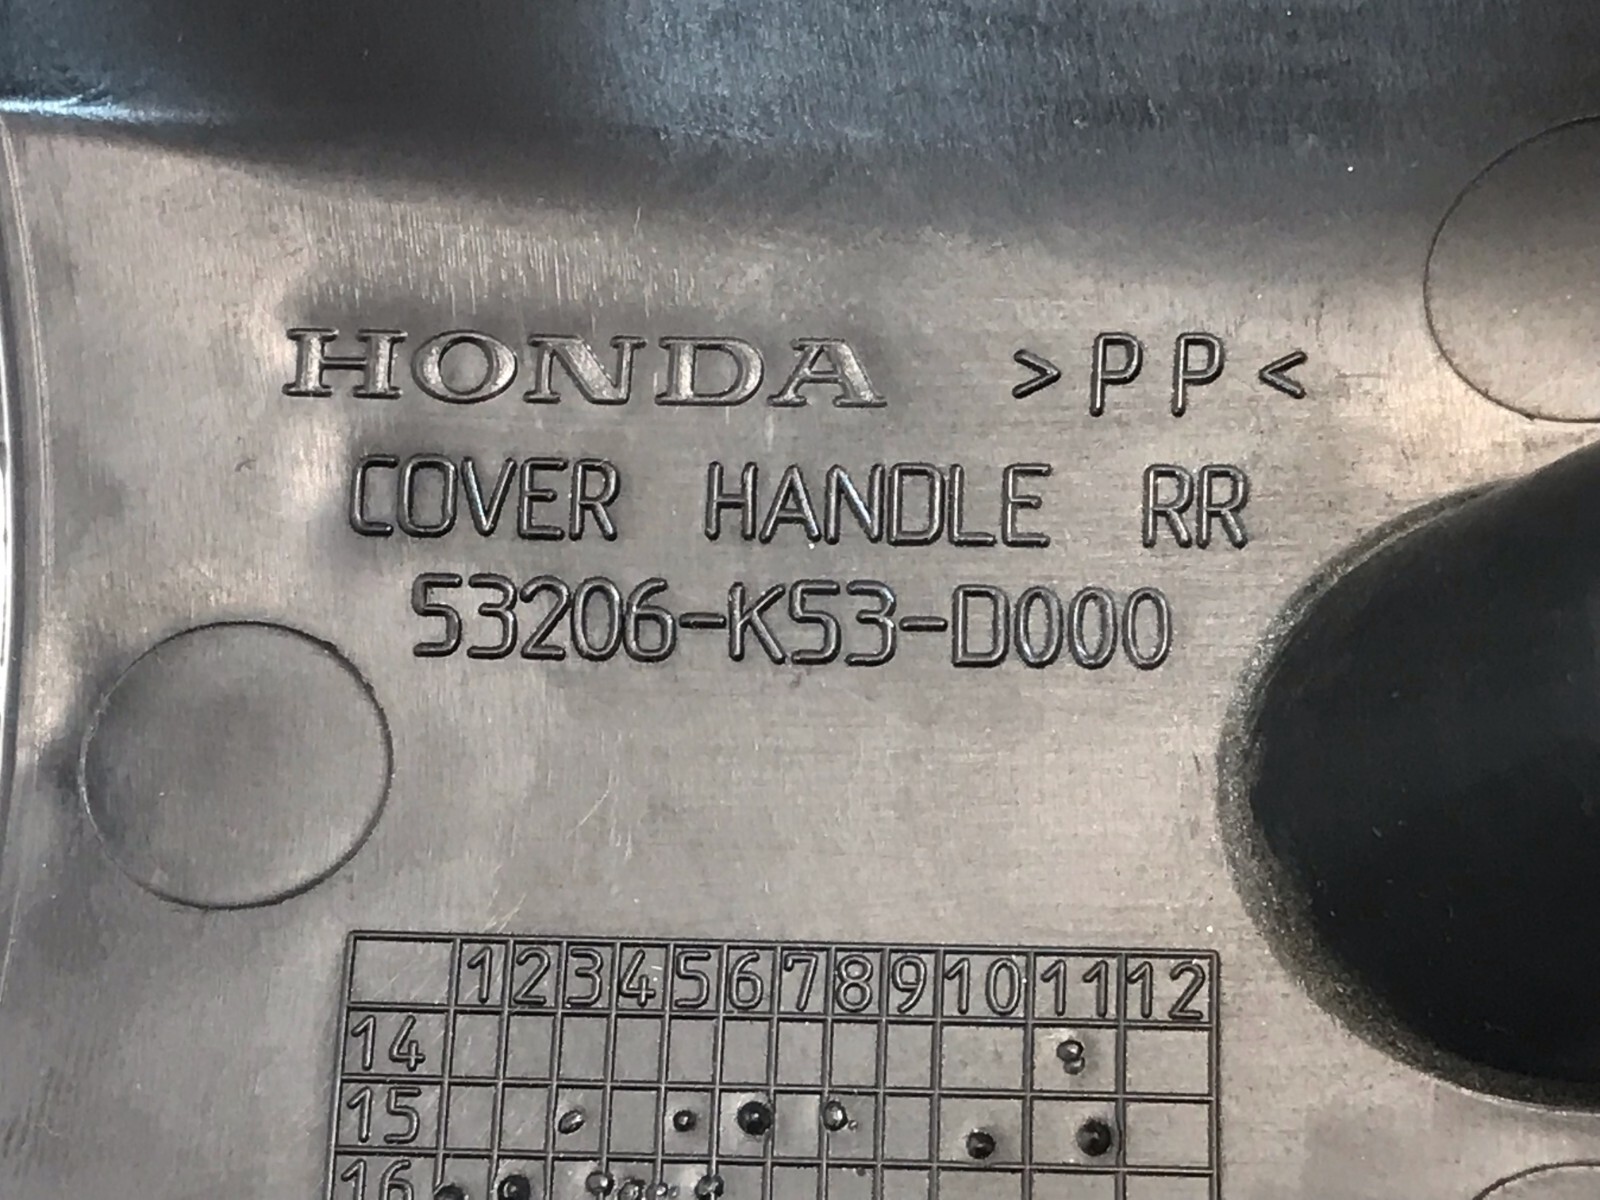 HONDA >PP<
COVER HANDLE RR
53206-K53-D000
1 2 3 4 5 6 7 8 9 10 11 12
14
15
16